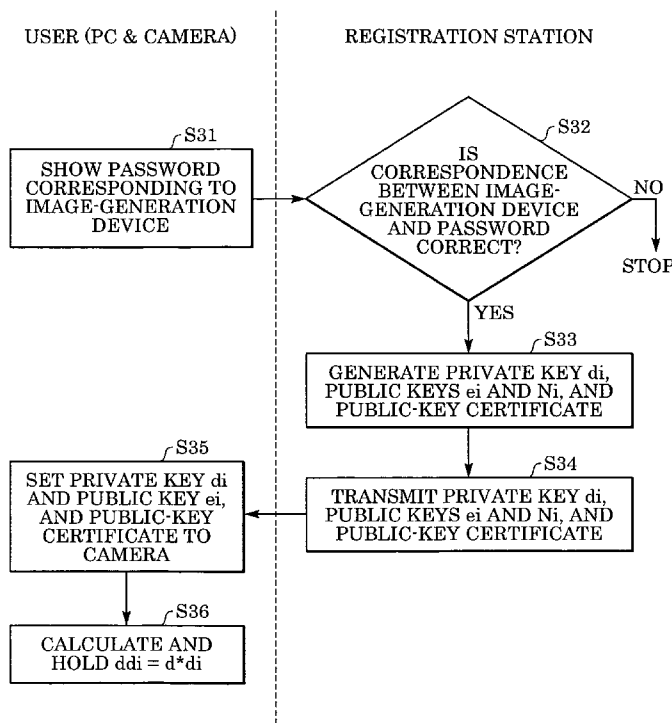 USER (PC & CAMERA)
REGISTRATION STATION
S31
SHOW PASSWORD
CORRESPONDING TO
IMAGE-GENERATION
DEVICE
S32
IS
CORRESPONDENCE
BETWEEN IMAGE-
GENERATION DEVICE
AND PASSWORD
CORRECT?
NO
STOP
YES
S33
GENERATE PRIVATE KEY di,
PUBLIC KEYS ei AND Ni, AND
PUBLIC-KEY CERTIFICATE
S34
TRANSMIT PRIVATE KEY di,
PUBLIC KEYS ei AND Ni, AND
PUBLIC-KEY CERTIFICATE
S35
SET PRIVATE KEY di
AND PUBLIC KEY ei,
AND PUBLIC-KEY
CERTIFICATE TO
CAMERA
S36
CALCULATE AND
HOLD ddi = d*di